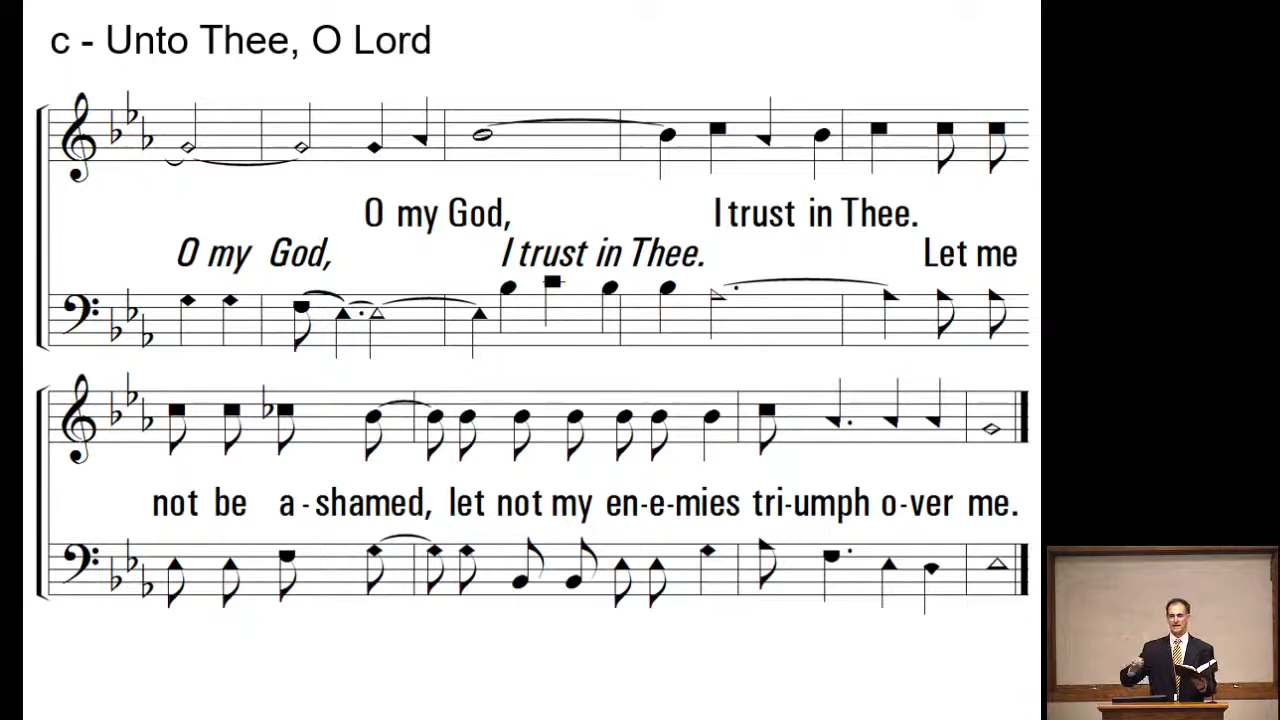 c - Unto Thee, O Lord
O my God, I trust in Thee.
O my God, I trust in Thee. Let me
not be a - shamed, let not my en-e-mies tri-umph o-ver me.